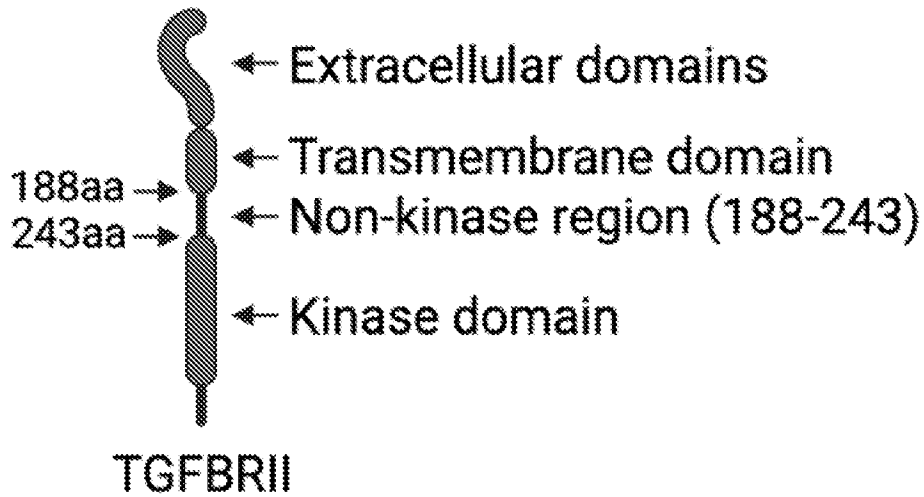 Extracellular domains
Transmembrane domain
188aa
Non-kinase region (188-243)
243aa
Kinase domain
TGFBRII